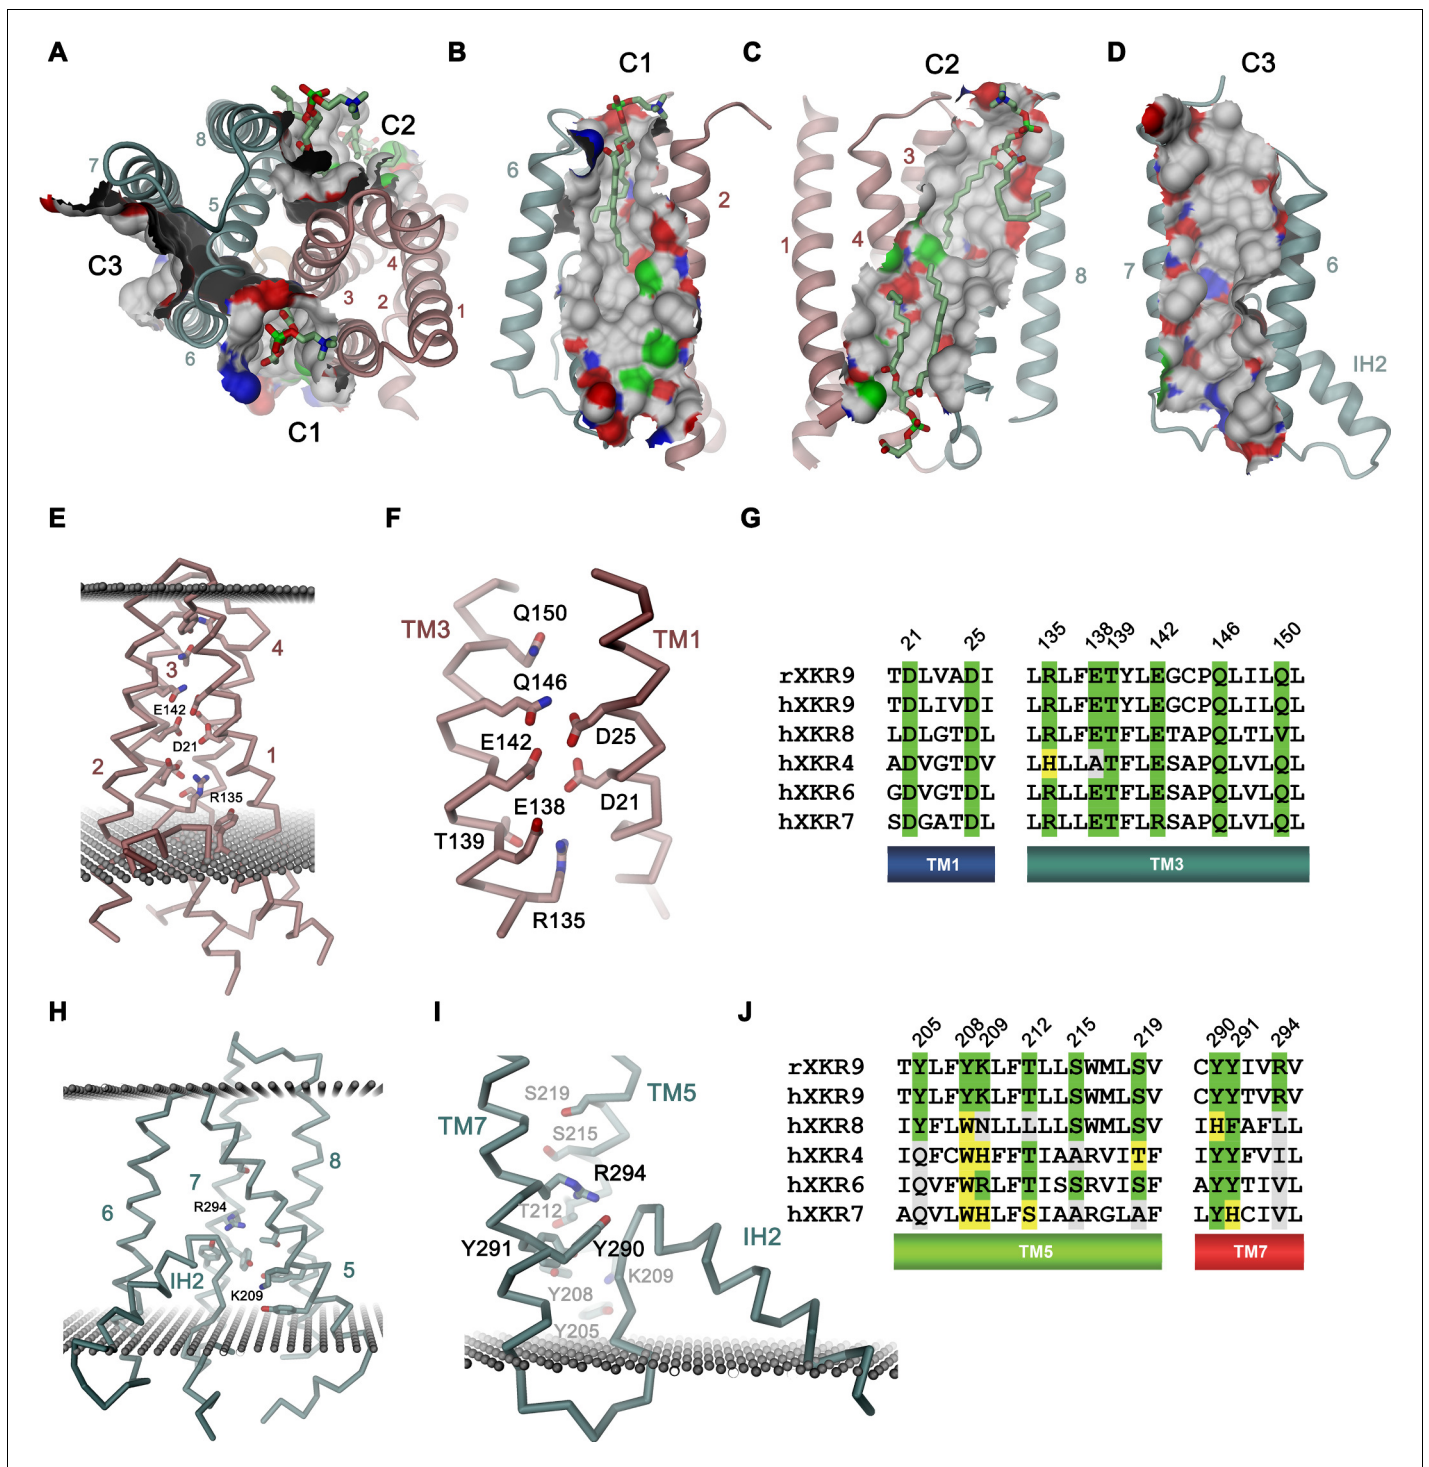 A
B
C
D
C1
C2
C3
8
7
C2
5
C3
4
3
2
1
6
C1
6
2
3
1
4
8
7
6
IH2
E
F
G
4
3
E142
D21
2
1
R135
Q150
TM3
TM1
Q146
E142
D25
E138
D21
T139
R135
21 25 135 138 139 142 146 150
rXKR9 TDLVADI LRLFETYLEGCPQLILQL
hXKR9 TDLIVDI LRLFETYLEGCPQLILQL
hXKR8 LDLGTDL LRLFETFLETAPQLTLVL
hXKR4 ADVGTDV LHLLATFLESAPQLVLQL
hXKR6 GDVGTDL LRLLETFLESAPQLVLQL
hXKR7 SDGATDL LRLLETFLRSAPQLVLQL
TM1 TM3
H
I
J
8
7
R294
6
IH2
5
K209
S219
TM5
TM7
S215
R294
T212
Y291
Y290
IH2
K209
Y208
Y205
205 208 209 212 215 219 290 291 294
rXKR9 TYLFYKLFTLLSWMLSV CYYIVRV
hXKR9 TYLFYKLFTLLSWMLSV CYYTVRV
hXKR8 IYFLWNLLLLLSWMLSV IHFAFLL
hXKR4 IQFCWHFFTIAARVITF IYYFVIL
hXKR6 IQVFWRLFTISSRVISF AYYTIVL
hXKR7 AQVLWHLFSIAARGLAF LYHCIVL
TM5 TM7